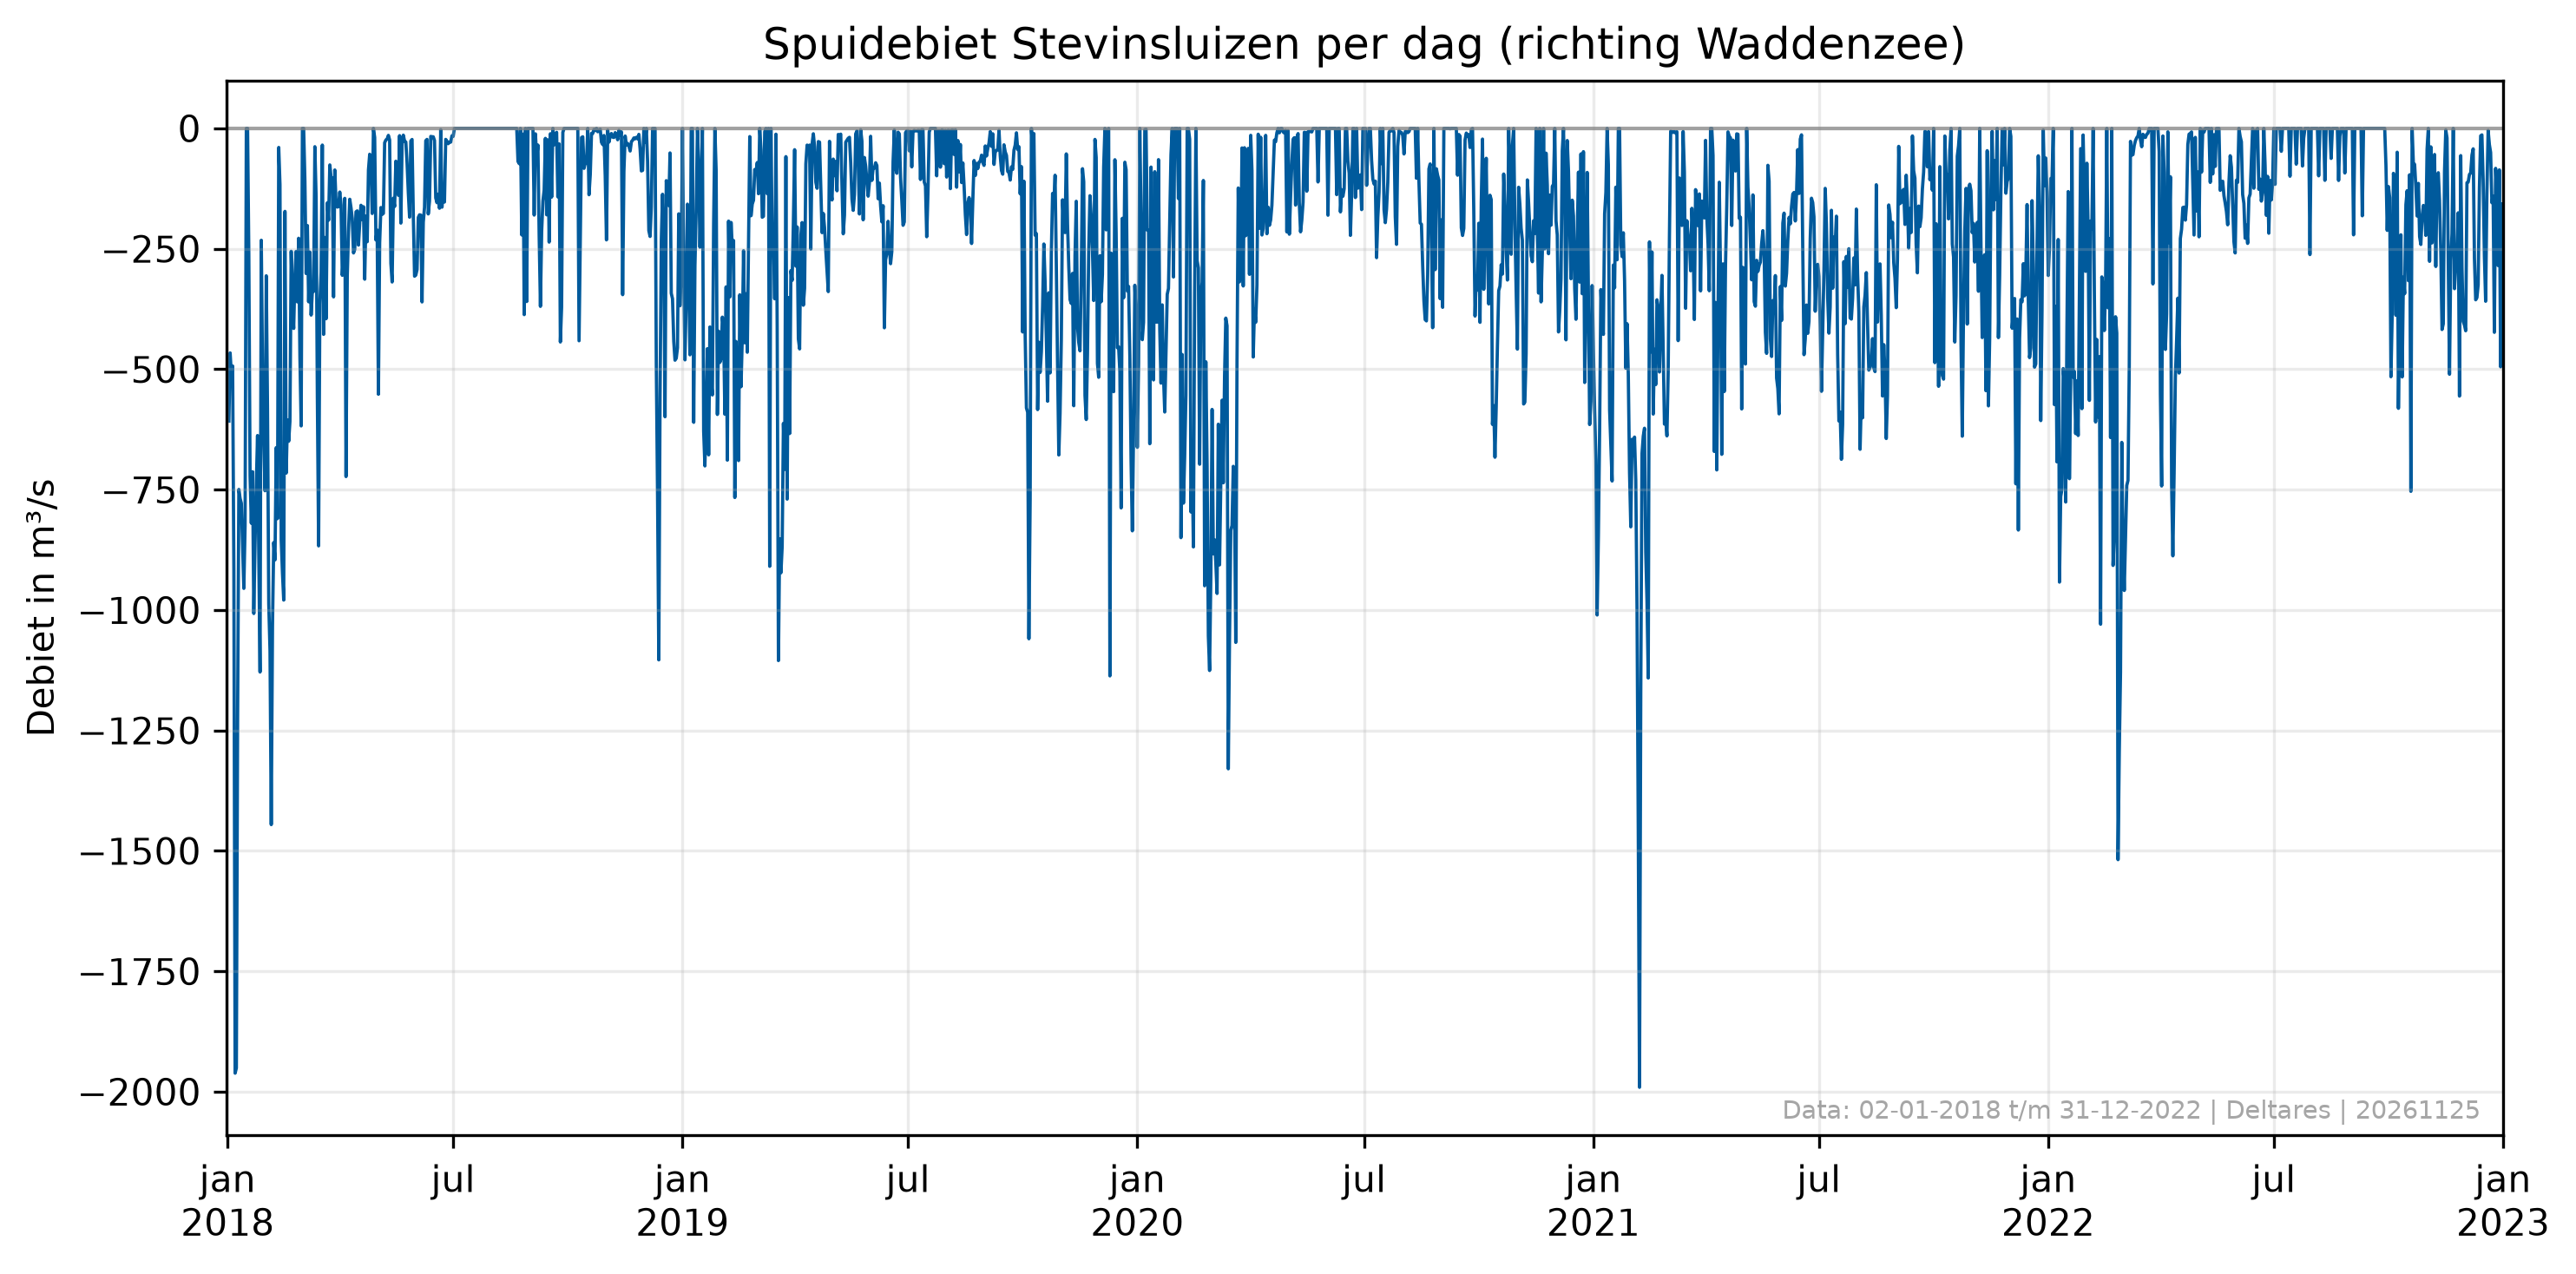 Spuidebiet Stevinsluizen per dag (richting Waddenzee)
Debiet in m³/s
0
−250
−500
−750
−1000
−1250
−1500
−1750
−2000
Data: 02-01-2018 t/m 31-12-2022 | Deltares | 20261125
jan jul jan jul jan jul jan jul jan jul jan
2018 2019 2020 2021 2022 2023